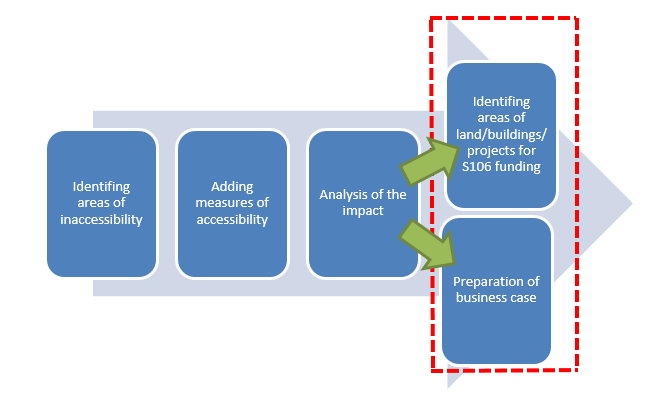 Identifing
areas of
inaccessibility
Adding
measures of
accessibility
Analysis of the
impact
Identifing
areas of
land/buildings/
projects for
S106 funding
Preparation of
business case